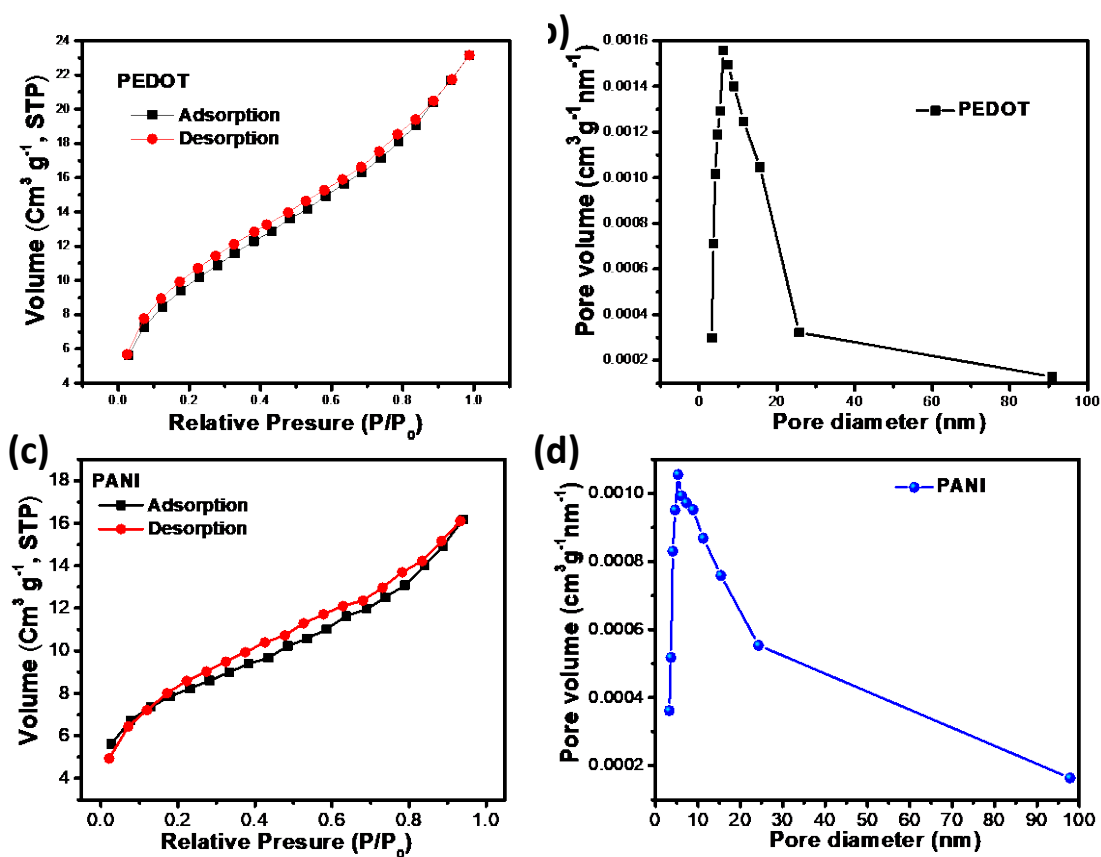 24
22
20
18
16
14
12
10
8
6
4
Volume (Cm³ g⁻¹, STP)
PEDOT
Adsorption
Desorption
0.0 0.2 0.4 0.6 0.8 1.0
Relative Presure (P/P₀)
)
0.0016
0.0014
0.0012
0.0010
0.0008
0.0006
0.0004
0.0002
Pore volume (cm³g⁻¹nm⁻¹)
PEDOT
0 20 40 60 80 100
Pore diameter (nm)
(c)
18
16
14
12
10
8
6
4
Volume (Cm³ g⁻¹, STP)
PANI
Adsorption
Desorption
0.0 0.2 0.4 0.6 0.8 1.0
Relative Presure (P/P₀)
(d)
0.0010
0.0008
0.0006
0.0004
0.0002
Pore volume (cm³g⁻¹nm⁻¹)
PANI
0 10 20 30 40 50 60 70 80 90 100
Pore diameter (nm)